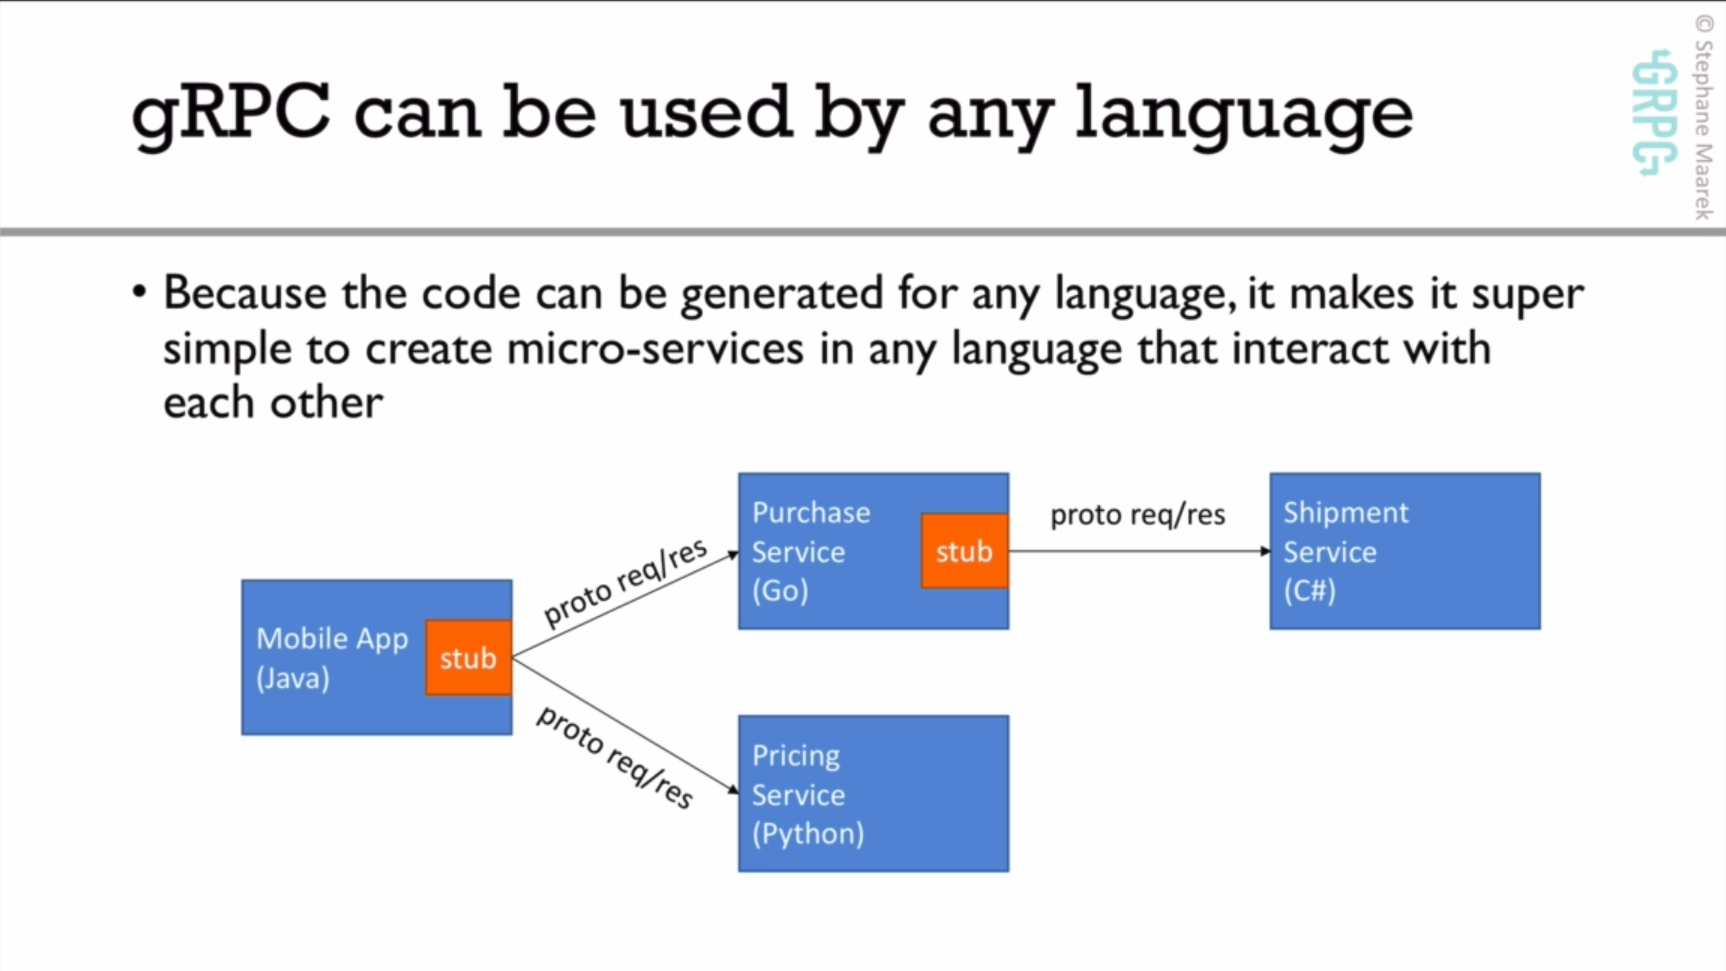 gRPC can be used by any language
GRPC
© Stephane Maarek
• Because the code can be generated for any language, it makes it super
simple to create micro-services in any language that interact with
each other
Mobile App
(Java)
stub
proto req/res
proto req/res
Purchase
Service
(Go)
stub
proto req/res
Shipment
Service
(C#)
Pricing
Service
(Python)